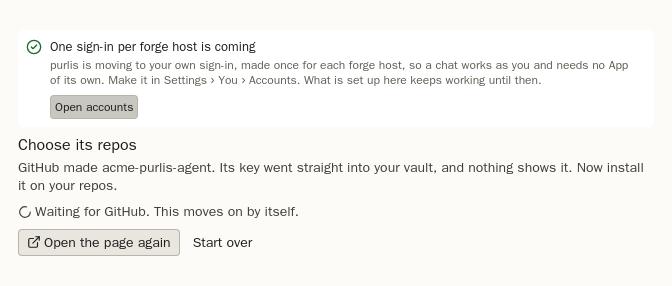 One sign-in per forge host is coming
purlis is moving to your own sign-in, made once for each forge host, so a chat works as you and needs no App
of its own. Make it in Settings › You › Accounts. What is set up here keeps working until then.
Open accounts
Choose its repos
GitHub made acme-purlis-agent. Its key went straight into your vault, and nothing shows it. Now install
it on your repos.
Waiting for GitHub. This moves on by itself.
Open the page again Start over